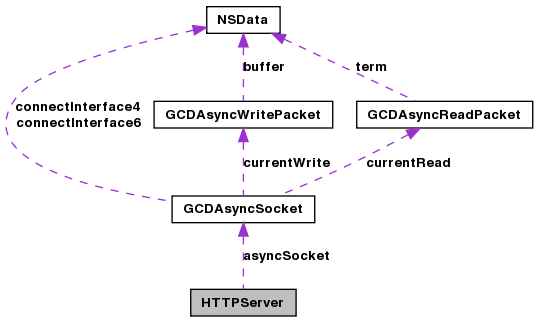 NSData
buffer
term
connectInterface4
connectInterface6
GCDAsyncWritePacket
GCDAsyncReadPacket
currentWrite
currentRead
GCDAsyncSocket
asyncSocket
HTTPServer